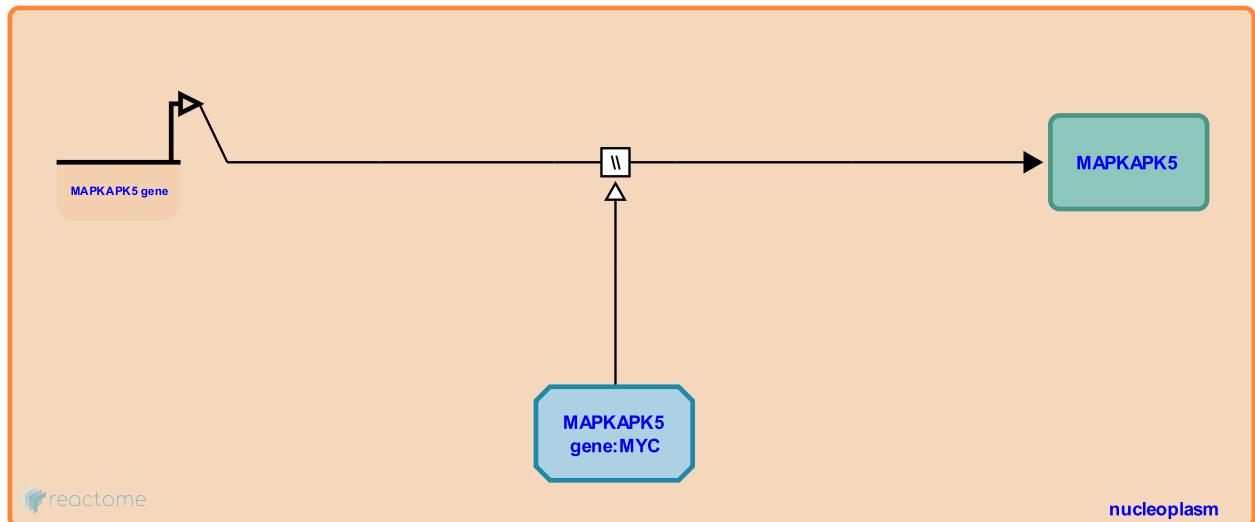 MAPKAPK5 gene
\\
MAPKAPK5
MAPKAPK5
gene:MYC
reactome
nucleoplasm